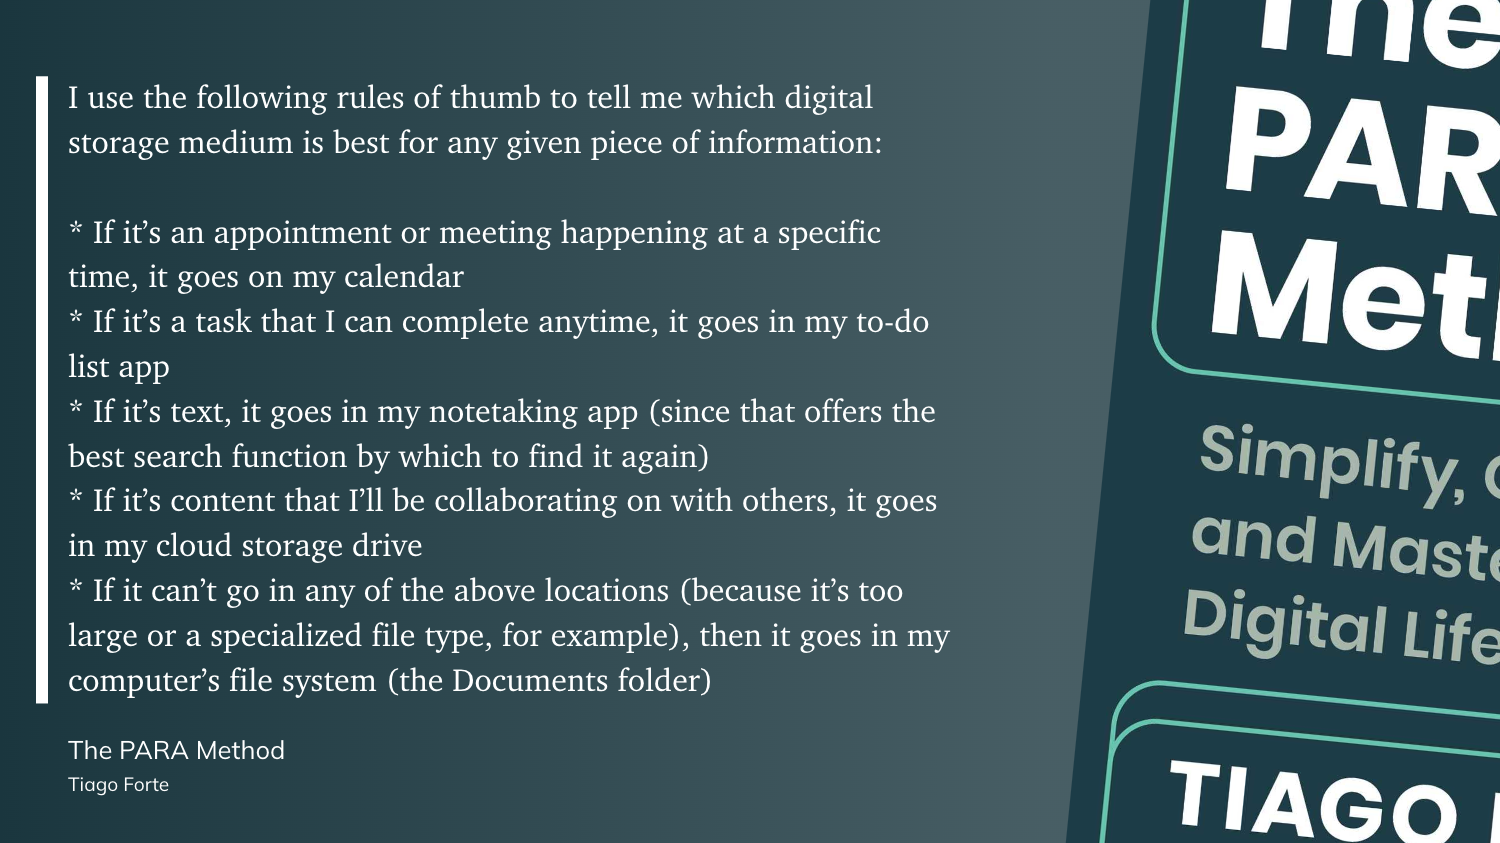 I use the following rules of thumb to tell me which digital
storage medium is best for any given piece of information:
* If it’s an appointment or meeting happening at a specific
time, it goes on my calendar
* If it’s a task that I can complete anytime, it goes in my to-do
list app
* If it’s text, it goes in my notetaking app (since that offers the
best search function by which to find it again)
* If it’s content that I’ll be collaborating on with others, it goes
in my cloud storage drive
* If it can’t go in any of the above locations (because it’s too
large or a specialized file type, for example), then it goes in my
computer’s file system (the Documents folder)
The PARA Method
Tiago Forte
The
PAR
Met
Simplify,
and Maste
Digital Life
TIAGO